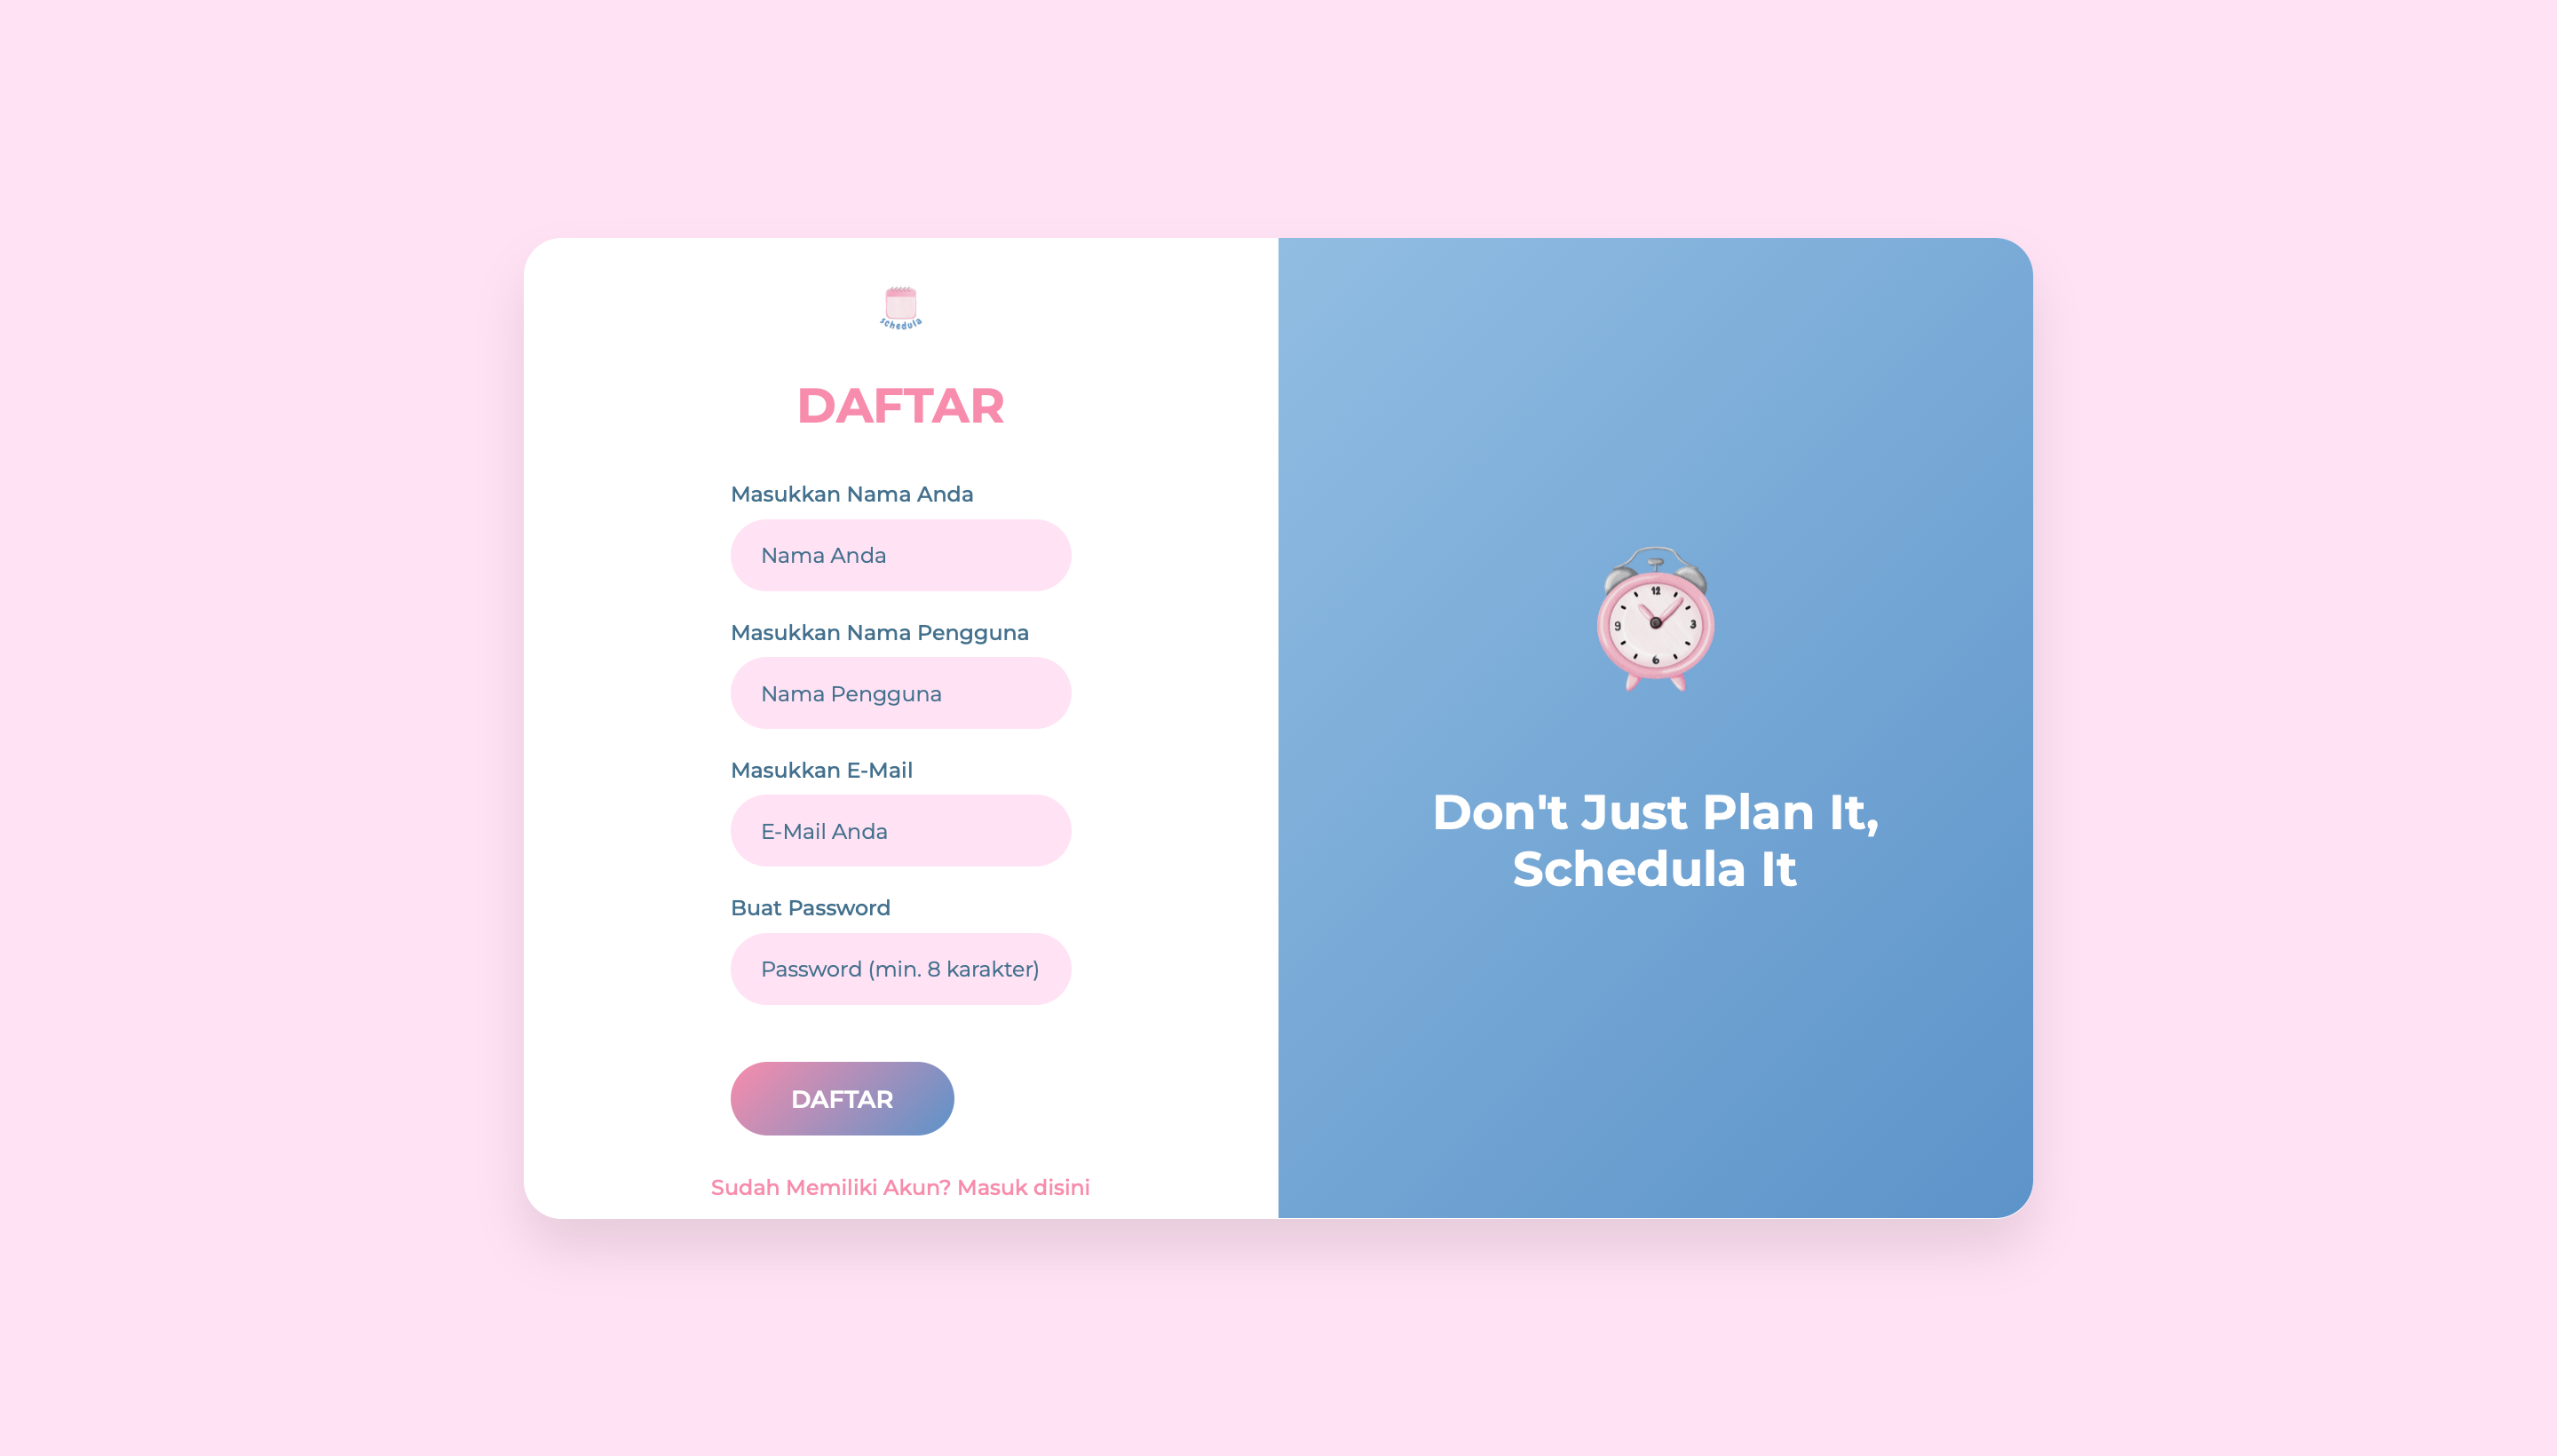 schedula
DAFTAR
Masukkan Nama Anda
Nama Anda
Masukkan Nama Pengguna
Nama Pengguna
Masukkan E-Mail
E-Mail Anda
Buat Password
Password (min. 8 karakter)
DAFTAR
Sudah Memiliki Akun? Masuk disini
12
9
3
6
Don't Just Plan It,
Schedula It